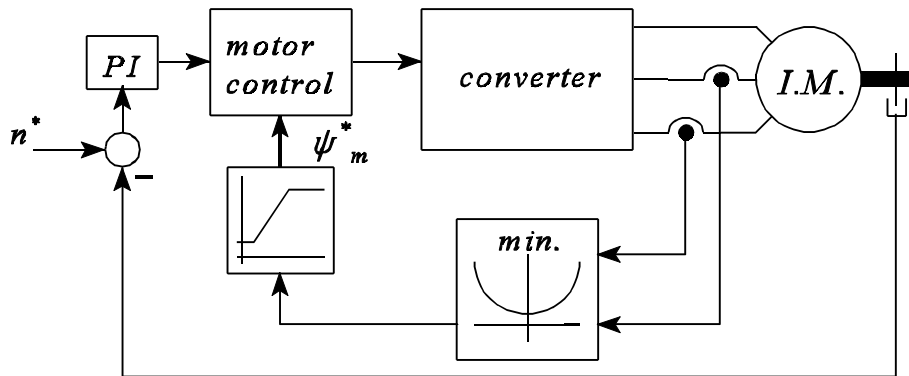 motor
control
PI
converter
I.M.
n*
ψ*m
min.